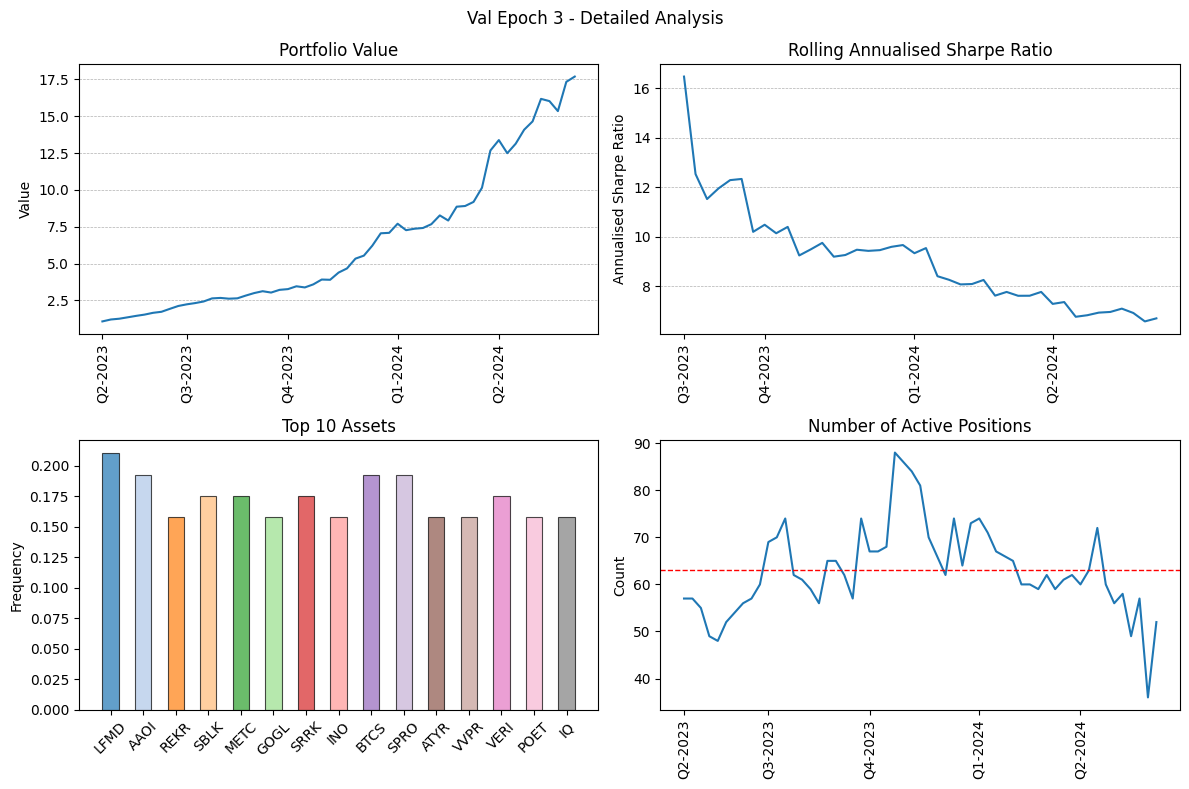 Val Epoch 3 - Detailed Analysis
Portfolio Value
Value
17.5
15.0
12.5
10.0
7.5
5.0
2.5
Q2-2023
Q3-2023
Q4-2023
Q1-2024
Q2-2024
Rolling Annualised Sharpe Ratio
Annualised Sharpe Ratio
16
14
12
10
8
Q3-2023
Q4-2023
Q1-2024
Q2-2024
Top 10 Assets
Frequency
0.200
0.175
0.150
0.125
0.100
0.075
0.050
0.025
0.000
LFMD
AAOI
REKR
SBLK
METC
GOGL
SRRK
INO
BTCS
SPRO
ATYR
VVPR
VERI
POET
IQ
Number of Active Positions
Count
90
80
70
60
50
40
Q2-2023
Q3-2023
Q4-2023
Q1-2024
Q2-2024